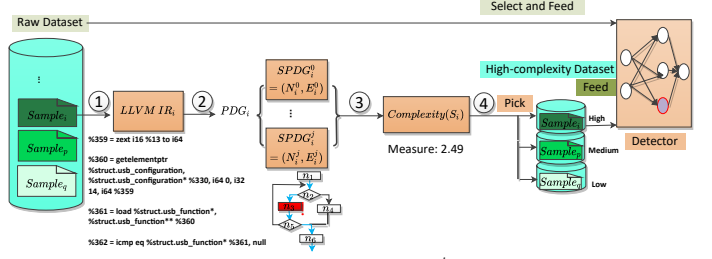 Select and Feed
Raw Dataset
⋮
Sample_i
Sample_p
Sample_q
1
LLVM IR_i
2
PDG_i
SPDG_i^0
= (N_i^0, E_i^0)
⋮
SPDG_i^j
= (N_i^j, E_i^j)
3
Complexity(S_i)
Measure: 2.49
4
Pick
High-complexity Dataset
Feed
Sample_i
High
Sample_p
Medium
Sample_q
Low
Detector
%359 = zext i16 %13 to i64
%360 = getelementptr
%struct.usb_configuration,
%struct.usb_configuration* %330, i64 0, i32
14, i64 %359
%361 = load %struct.usb_function*,
%struct.usb_function** %360
%362 = icmp eq %struct.usb_function* %361, null
n_1
n_2
n_3
n_4
n_5
n_6